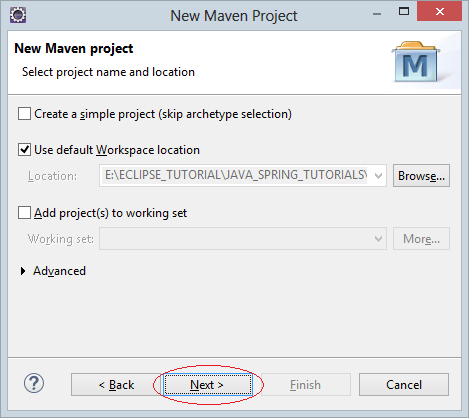 New Maven Project
New Maven project
Select project name and location
M
Create a simple project (skip archetype selection)
Use default Workspace location
Location: E:\ECLIPSE_TUTORIAL\JAVA_SPRING_TUTORIALS\ Browse...
Add project(s) to working set
Working set: More...
Advanced
? < Back Next > Finish Cancel